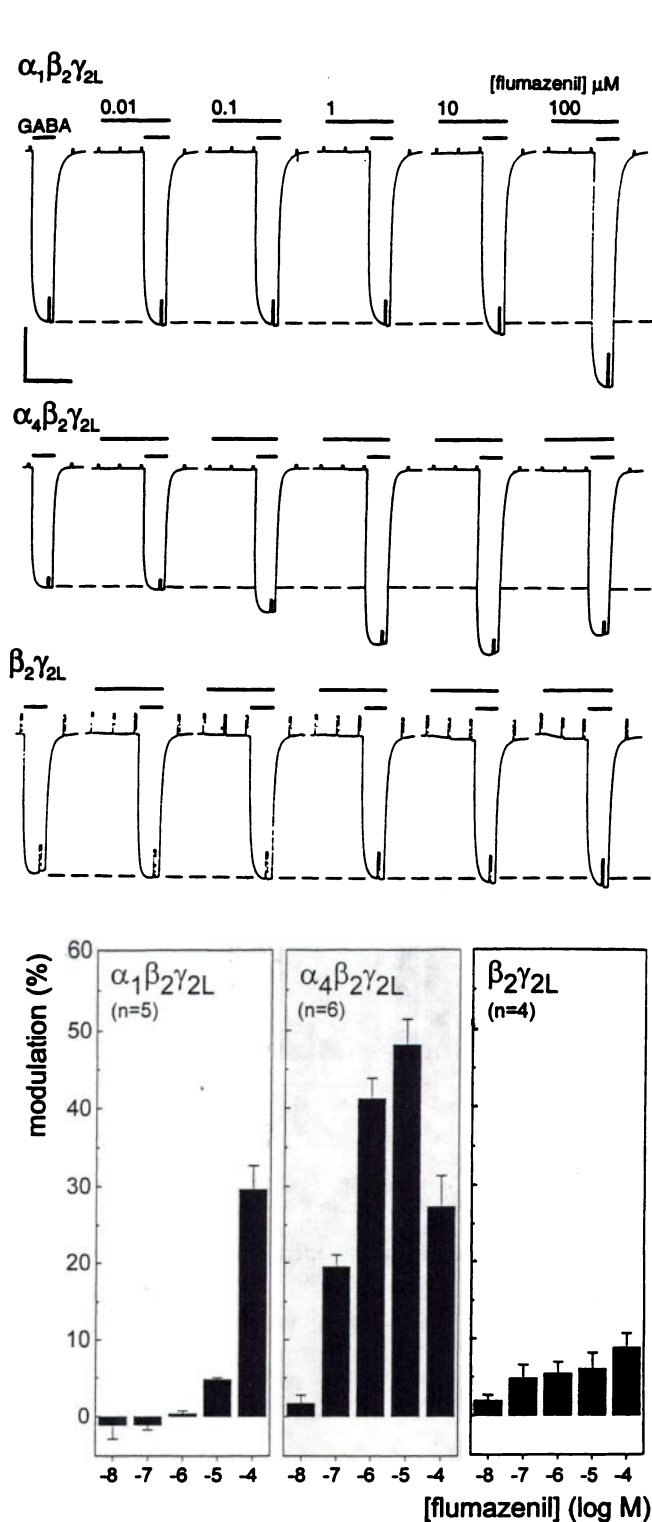 α₁β₂γ₂L
[flumazenil] μM
0.01 0.1 1 10 100
GABA
α₄β₂γ₂L
β₂γ₂L
60
50
40
30
20
10
0
modulation (%)
α₁β₂γ₂L
(n=5)
α₄β₂γ₂L
(n=6)
β₂γ₂L
(n=4)
-8 -7 -6 -5 -4 -8 -7 -6 -5 -4 -8 -7 -6 -5 -4
[flumazenil] (log M)